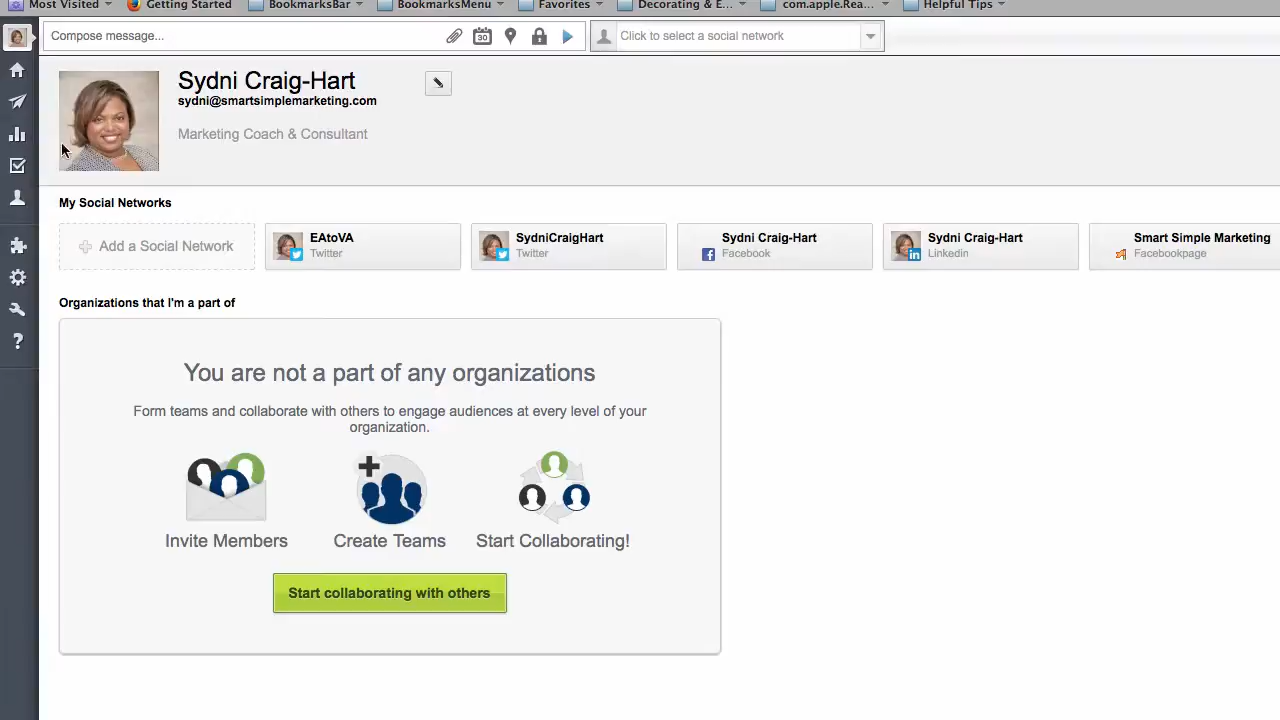 Most Visited
Getting Started
BookmarksBar
BookmarksMenu
Favorites
Decorating & E...
com.apple.Rea...
Helpful Tips
Compose message...
30
Click to select a social network
Sydni Craig-Hart
sydni@smartsimplemarketing.com
Marketing Coach & Consultant
My Social Networks
Add a Social Network
EAtoVA
Twitter
SydniCraigHart
Twitter
Sydni Craig-Hart
Facebook
Sydni Craig-Hart
Linkedin
Smart Simple Marketing
Facebookpage
Organizations that I'm a part of
You are not a part of any organizations
Form teams and collaborate with others to engage audiences at every level of your
organization.
Invite Members
Create Teams
Start Collaborating!
Start collaborating with others